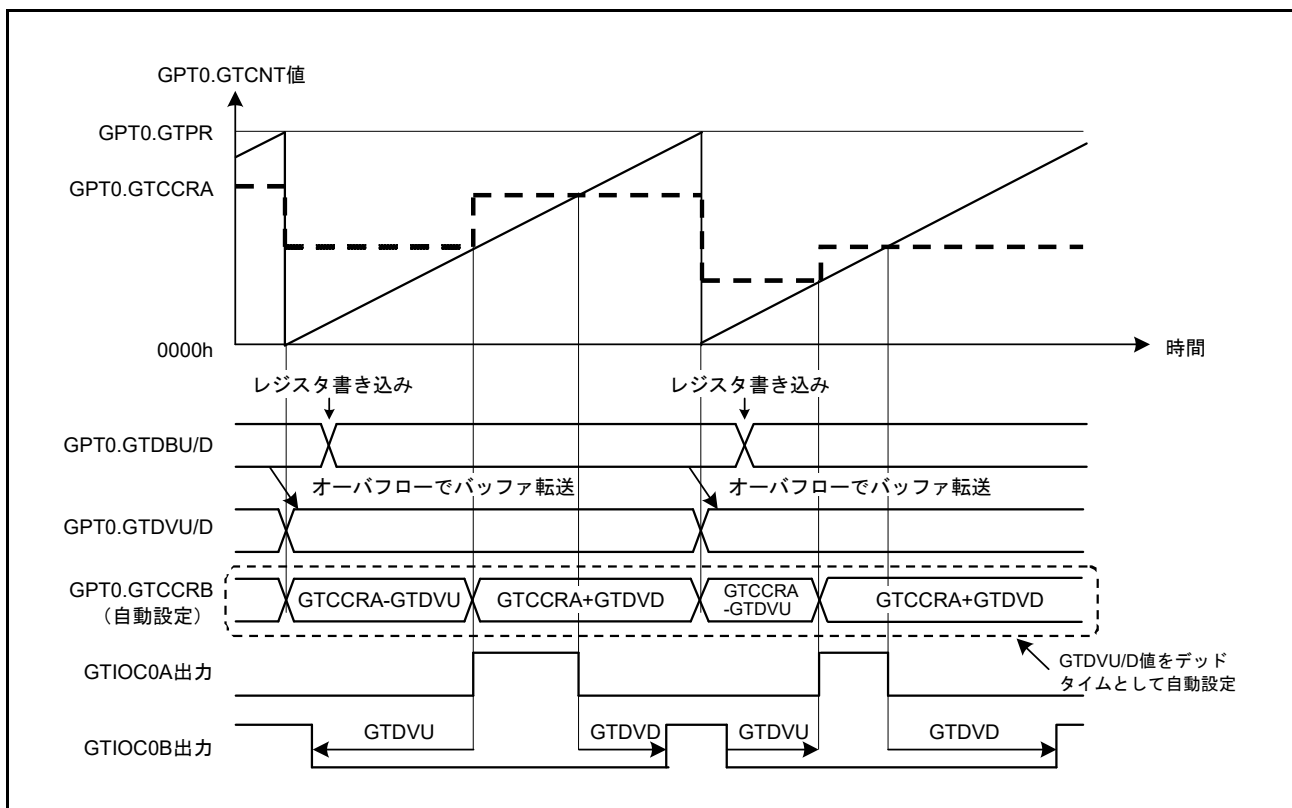 GPT0.GTCNT値
GPT0.GTPR
GPT0.GTCCRA
0000h
時間
レジスタ書き込み
レジスタ書き込み
GPT0.GTDBU/D
オーバフローでバッファ転送
オーバフローでバッファ転送
GPT0.GTDVU/D
GPT0.GTCCRB
（自動設定）
GTCCRA-GTDVU
GTCCRA+GTDVD
GTCCRA
-GTDVU
GTCCRA+GTDVD
GTDVU/D値をデッド
タイムとして自動設定
GTIOC0A出力
GTIOC0B出力
GTDVU
GTDVD
GTDVU
GTDVD